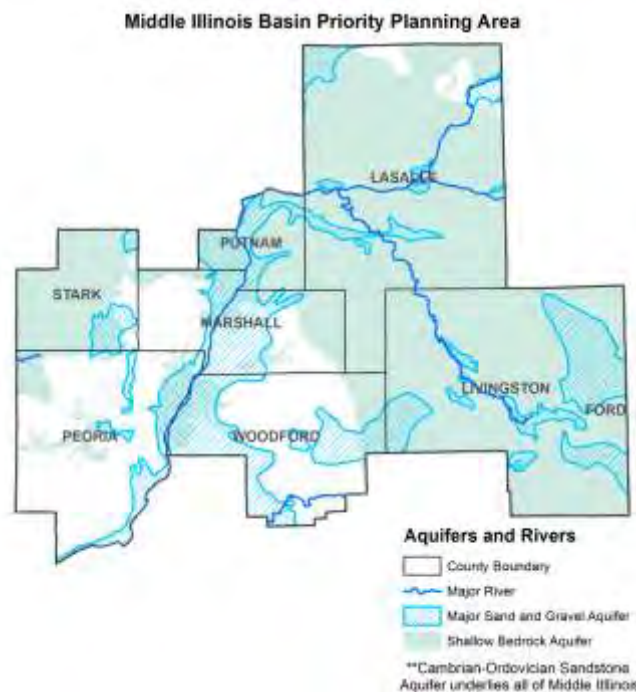 Middle Illinois Basin Priority Planning Area
LASALLE
PUTNAM
STARK
MARSHALL
LIVINGSTON
FORD
PEORIA
WOODFORD
Aquifers and Rivers
County Boundary
Major River
Major Sand and Gravel Aquifer
Shallow Bedrock Aquifer
**Cambrian-Ordovician Sandstone
Aquifer underlies all of Middle Illinois